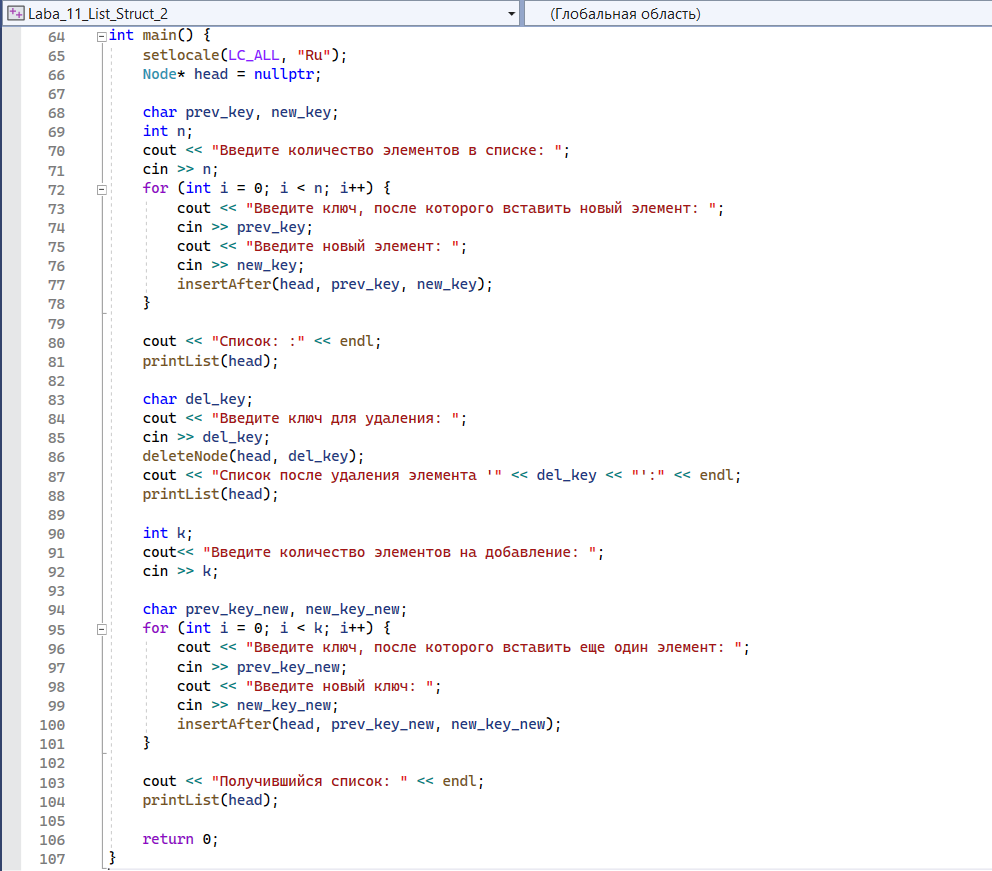 Laba_11_List_Struct_2
(Глобальная область)
64 int main() {
65 setlocale(LC_ALL, "Ru");
66 Node* head = nullptr;
67
68 char prev_key, new_key;
69 int n;
70 cout << "Введите количество элементов в списке: ";
71 cin >> n;
72 for (int i = 0; i < n; i++) {
73 cout << "Введите ключ, после которого вставить новый элемент: ";
74 cin >> prev_key;
75 cout << "Введите новый элемент: ";
76 cin >> new_key;
77 insertAfter(head, prev_key, new_key);
78 }
79
80 cout << "Список: :" << endl;
81 printList(head);
82
83 char del_key;
84 cout << "Введите ключ для удаления: ";
85 cin >> del_key;
86 deleteNode(head, del_key);
87 cout << "Список после удаления элемента '" << del_key << "':" << endl;
88 printList(head);
89
90 int k;
91 cout<< "Введите количество элементов на добавление: ";
92 cin >> k;
93
94 char prev_key_new, new_key_new;
95 for (int i = 0; i < k; i++) {
96 cout << "Введите ключ, после которого вставить еще один элемент: ";
97 cin >> prev_key_new;
98 cout << "Введите новый ключ: ";
99 cin >> new_key_new;
100 insertAfter(head, prev_key_new, new_key_new);
101 }
102
103 cout << "Получившийся список: " << endl;
104 printList(head);
105
106 return 0;
107 }